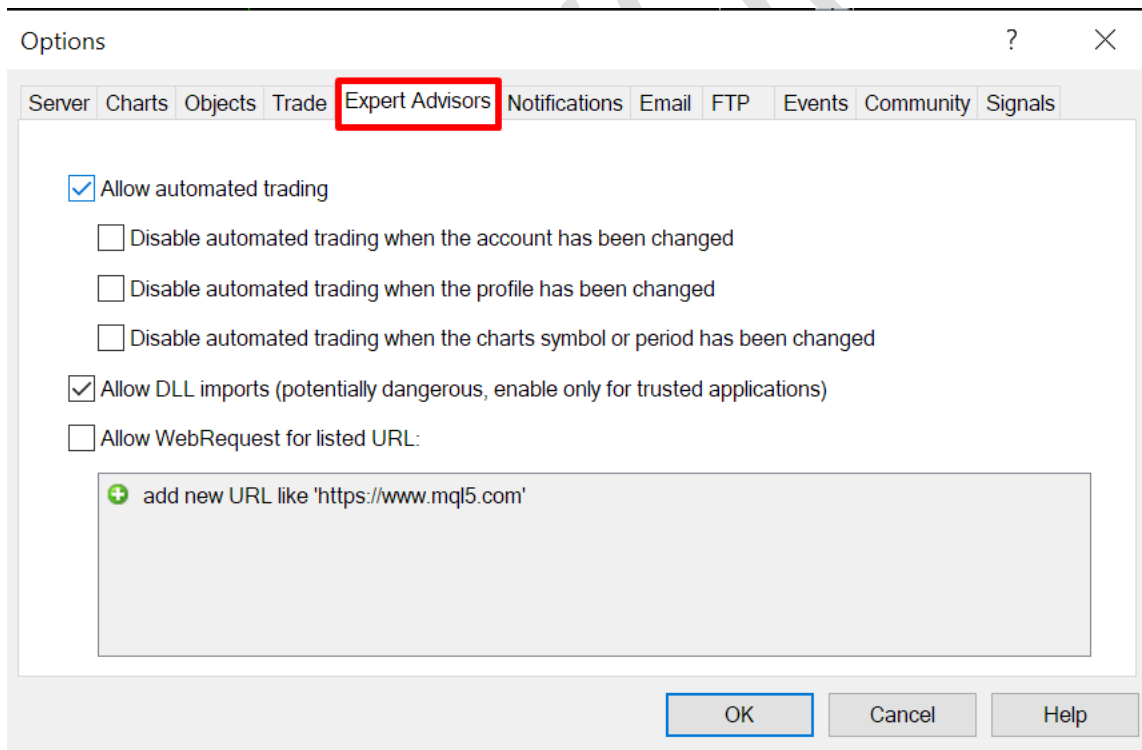 Options
?
Server Charts Objects Trade Expert Advisors Notifications Email FTP Events Community Signals
Allow automated trading
Disable automated trading when the account has been changed
Disable automated trading when the profile has been changed
Disable automated trading when the charts symbol or period has been changed
Allow DLL imports (potentially dangerous, enable only for trusted applications)
Allow WebRequest for listed URL:
add new URL like 'https://www.mql5.com'
OK Cancel Help